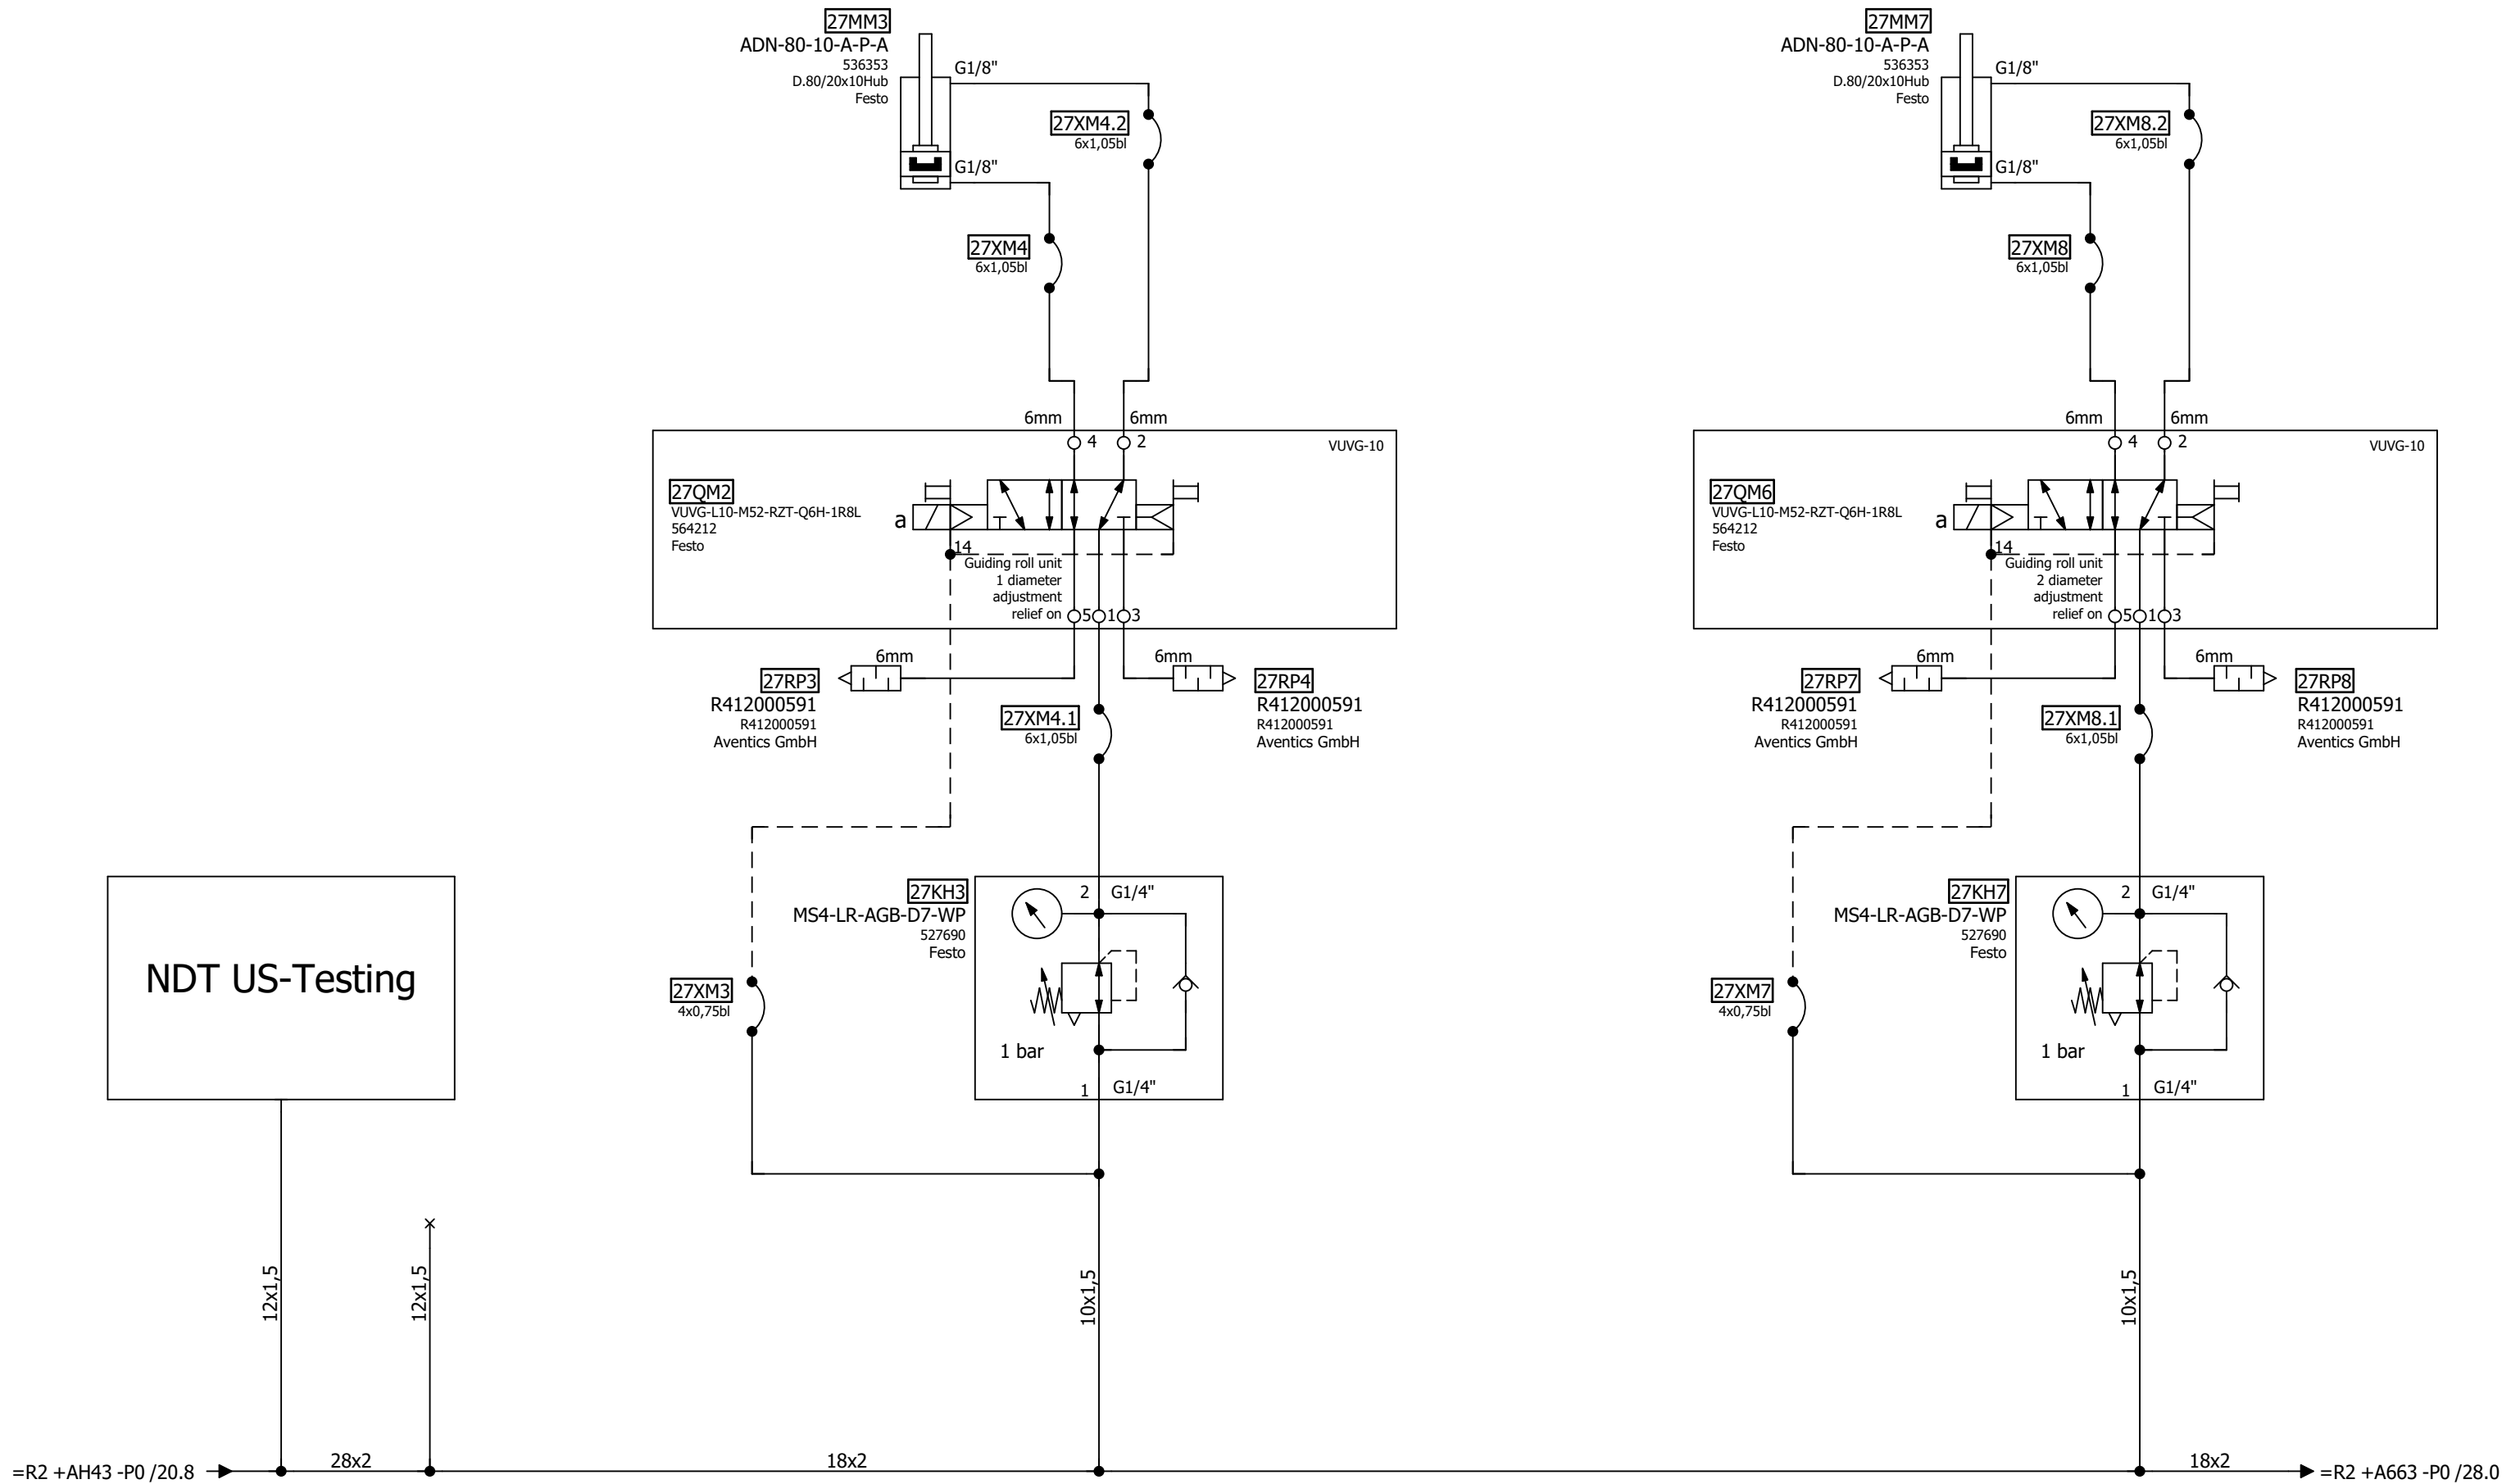 27MM3
ADN-80-10-A-P-A
536353
D.80/20x10Hub
Festo
G1/8"
G1/8"
27XM4.2
6x1,05bl
27XM4
6x1,05bl
27MM7
ADN-80-10-A-P-A
536353
D.80/20x10Hub
Festo
G1/8"
G1/8"
27XM8.2
6x1,05bl
27XM8
6x1,05bl
6mm
6mm
4
2
VUVG-10
27QM2
VUVG-L10-M52-RZT-Q6H-1R8L
564212
Festo
a
14
Guiding roll unit
1 diameter
adjustment
relief on
5
1
3
6mm
6mm
4
2
VUVG-10
27QM6
VUVG-L10-M52-RZT-Q6H-1R8L
564212
Festo
a
14
Guiding roll unit
2 diameter
adjustment
relief on
5
1
3
6mm
27RP3
R412000591
R412000591
Aventics GmbH
6mm
27RP4
R412000591
R412000591
Aventics GmbH
27XM4.1
6x1,05bl
6mm
27RP7
R412000591
R412000591
Aventics GmbH
6mm
27RP8
R412000591
R412000591
Aventics GmbH
27XM8.1
6x1,05bl
NDT US-Testing
27KH3
MS4-LR-AGB-D7-WP
527690
Festo
2
G1/4"
1 bar
1
G1/4"
27XM3
4x0,75bl
27KH7
MS4-LR-AGB-D7-WP
527690
Festo
2
G1/4"
1 bar
1
G1/4"
27XM7
4x0,75bl
12x1,5
12x1,5
10x1,5
10x1,5
=R2 +AH43 -P0 /20.8
28x2
18x2
18x2
=R2 +A663 -P0 /28.0